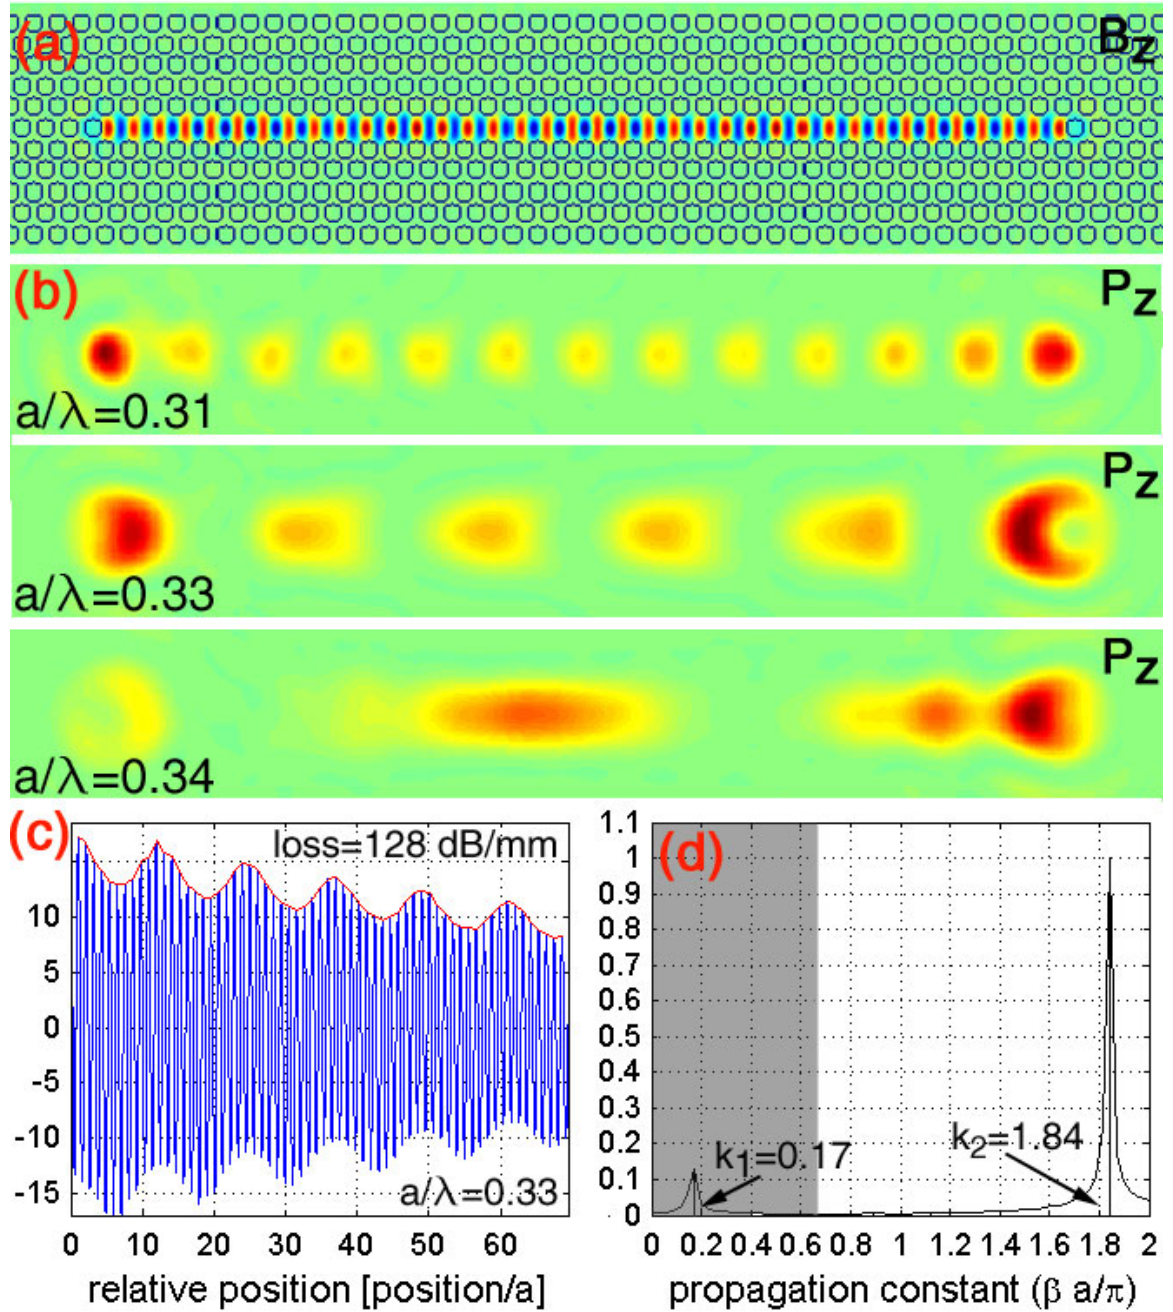 (a)
B_z
(b)
P_z
a/λ=0.31
P_z
a/λ=0.33
P_z
a/λ=0.34
(c)
loss=128 dB/mm
10
5
0
-5
-10
-15
a/λ=0.33
0 10 20 30 40 50 60
relative position [position/a]
(d)
1.1
1
0.9
0.8
0.7
0.6
0.5
0.4
0.3
0.2
0.1
0
k₁=0.17
k₂=1.84
0 0.2 0.4 0.6 0.8 1 1.2 1.4 1.6 1.8 2
propagation constant (β a/π)